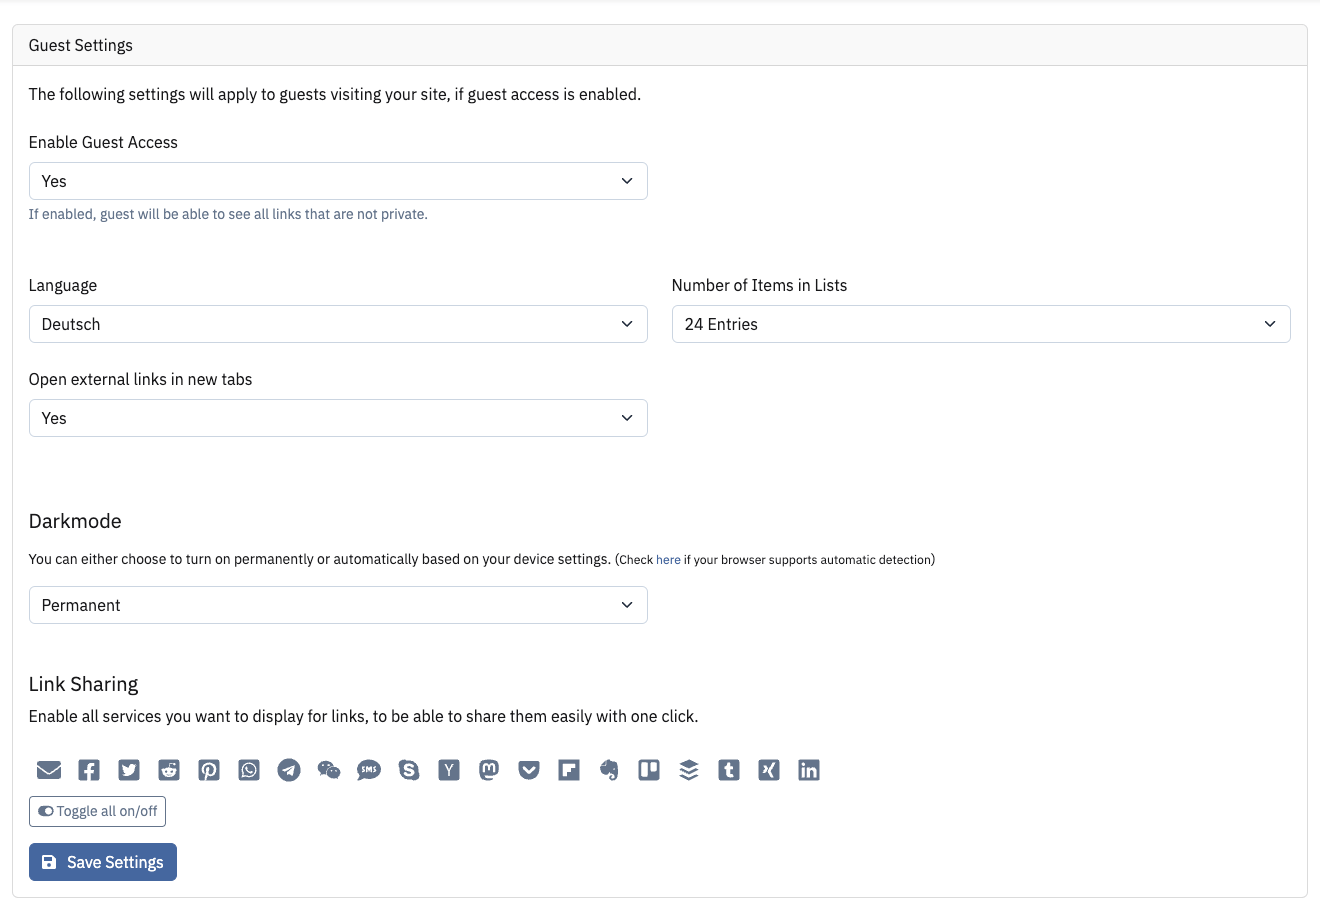 Guest Settings
The following settings will apply to guests visiting your site, if guest access is enabled.
Enable Guest Access
Yes
If enabled, guest will be able to see all links that are not private.
Language
Number of Items in Lists
Deutsch
24 Entries
Open external links in new tabs
Yes
Darkmode
You can either choose to turn on permanently or automatically based on your device settings. (Check here if your browser supports automatic detection)
Permanent
Link Sharing
Enable all services you want to display for links, to be able to share them easily with one click.
SMS
Toggle all on/off
Save Settings